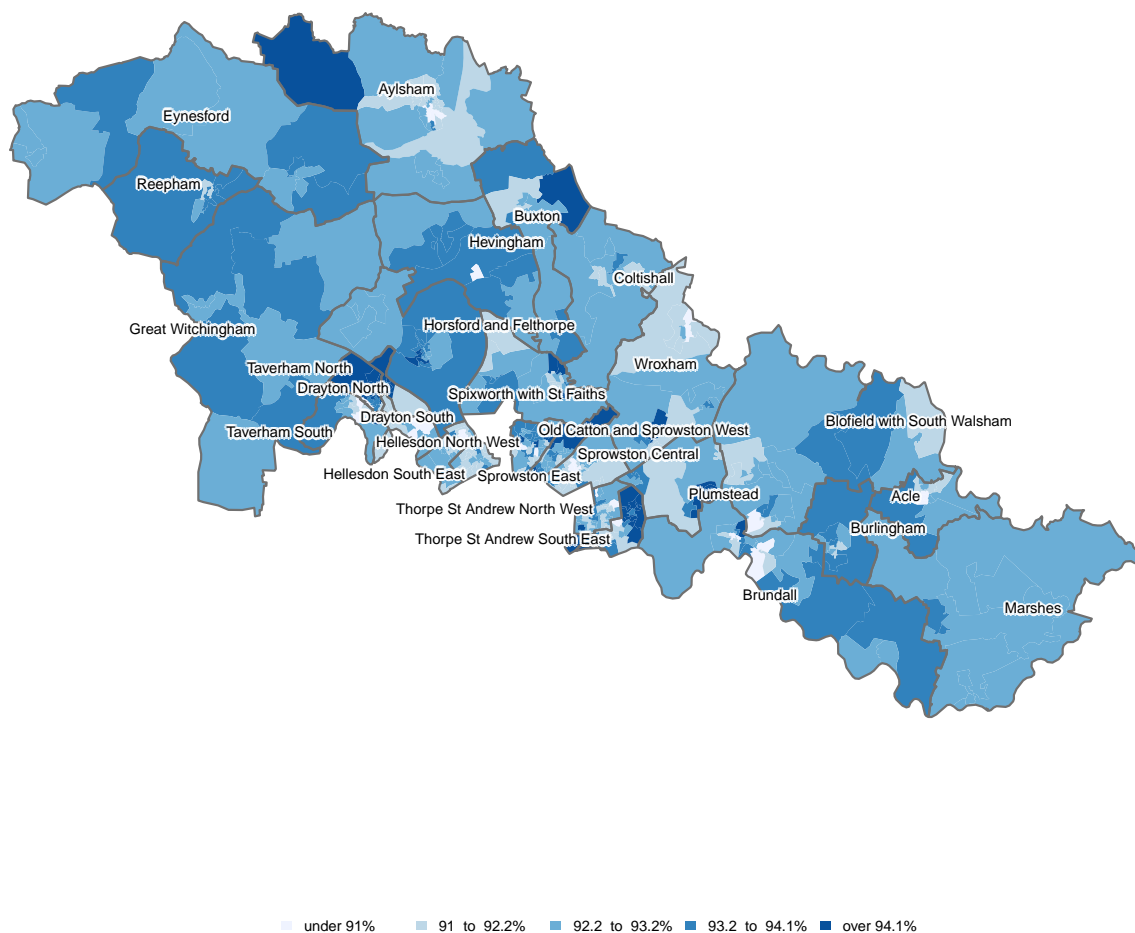 Aylsham
Eynesford
Reepham
Buxton
Hevingham
Coltishall
Great Witchingham
Horsford and Felthorpe
Wroxham
Taverham North
Drayton North
Spixworth with St Faiths
Drayton South
Blofield with South Walsham
Taverham South
Old Catton and Sprowston West
Hellesdon North West
Sprowston Central
Hellesdon South East
Sprowston East
Plumstead
Acle
Thorpe St Andrew North West
Burlingham
Thorpe St Andrew South East
Brundall
Marshes
under 91% 91 to 92.2% 92.2 to 93.2% 93.2 to 94.1% over 94.1%